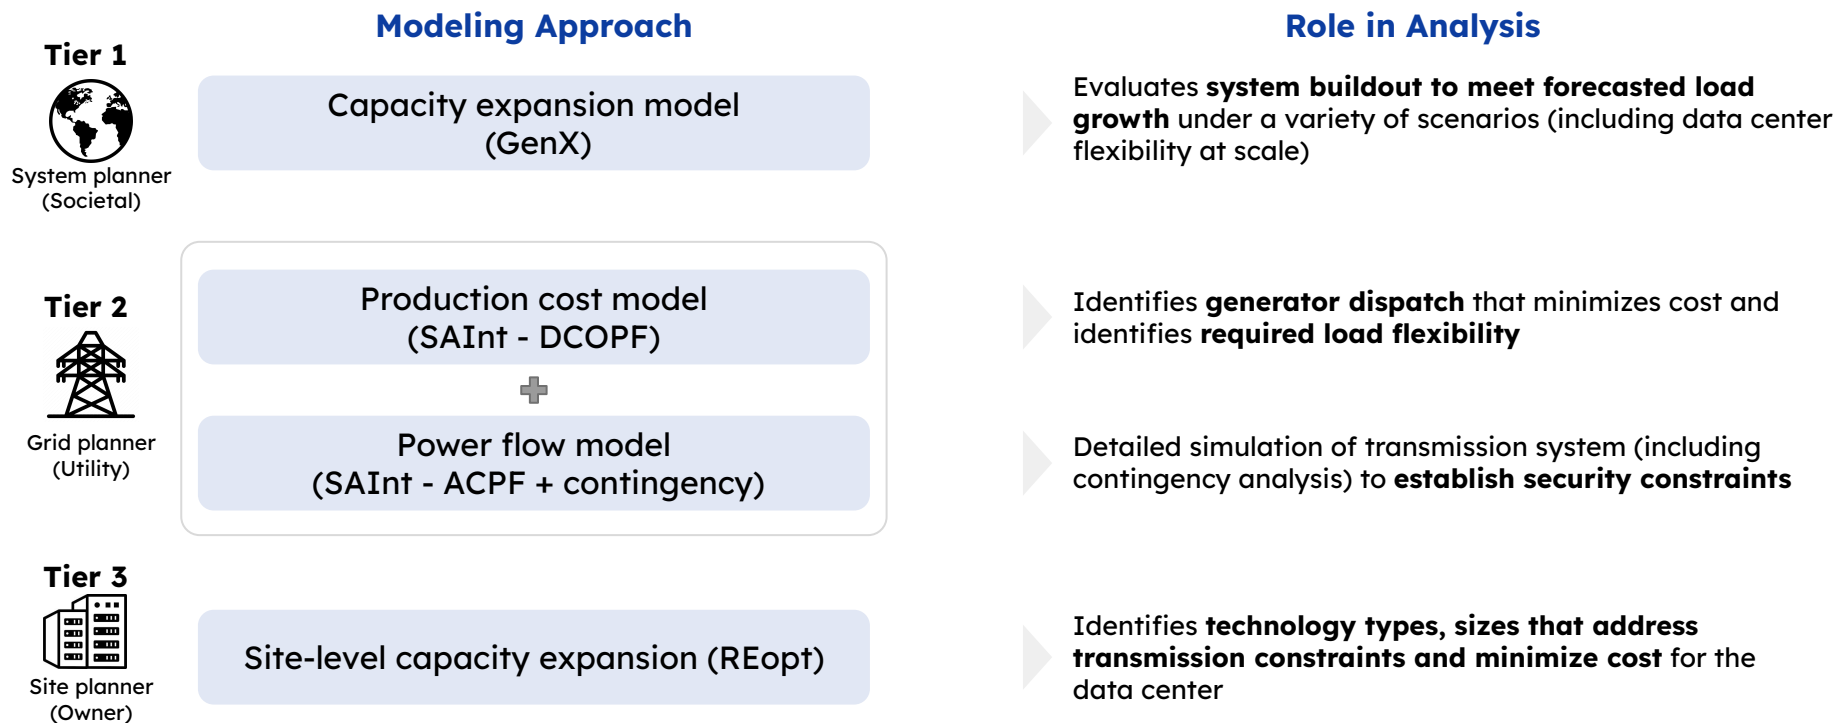 Modeling Approach
Role in Analysis
Tier 1
System planner
(Societal)
Capacity expansion model
(GenX)
Evaluates system buildout to meet forecasted load
growth under a variety of scenarios (including data center
flexibility at scale)
Tier 2
Grid planner
(Utility)
Production cost model
(SAInt - DCOPF)
Identifies generator dispatch that minimizes cost and
identifies required load flexibility
Power flow model
(SAInt - ACPF + contingency)
Detailed simulation of transmission system (including
contingency analysis) to establish security constraints
Tier 3
Site planner
(Owner)
Site-level capacity expansion (REopt)
Identifies technology types, sizes that address
transmission constraints and minimize cost for the
data center